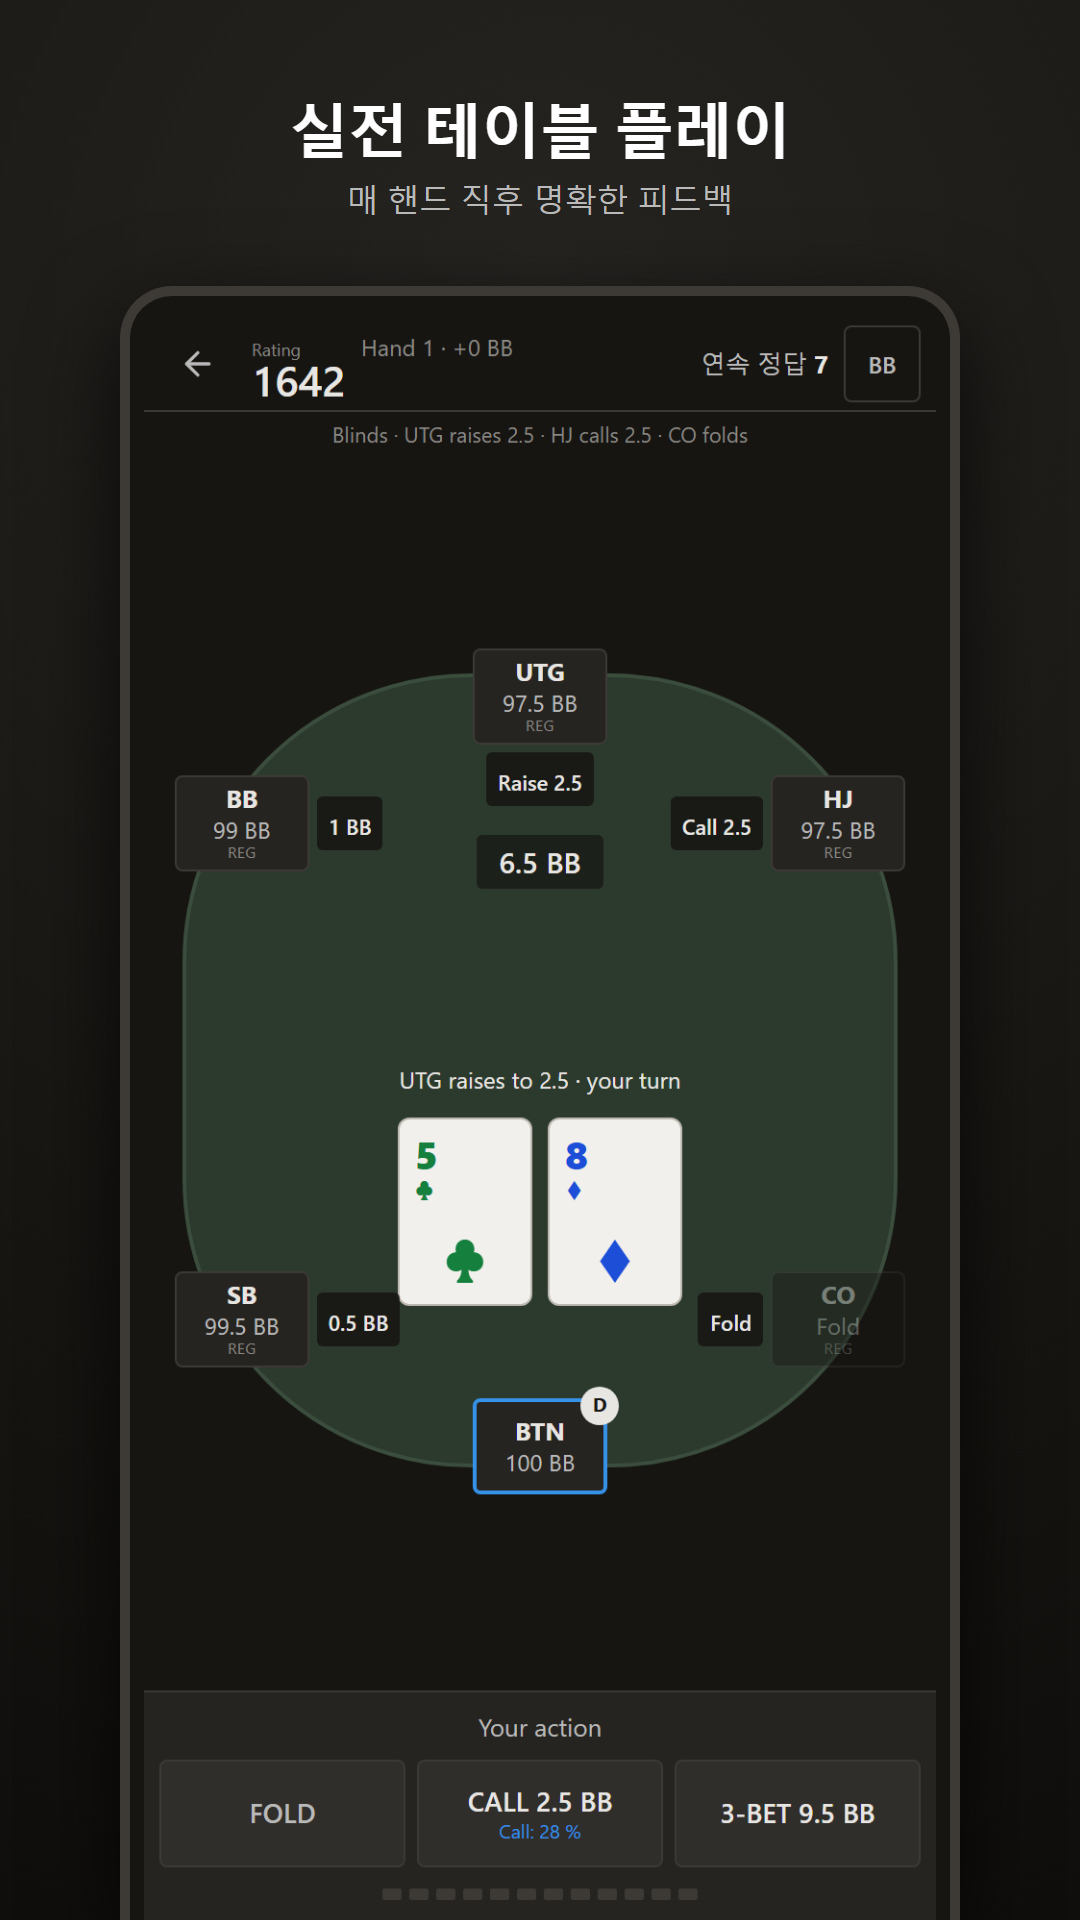 실전 테이블 플레이
매 핸드 직후 명확한 피드백
Rating
1642
Hand 1 · +0 BB
연속 정답 7
BB
Blinds · UTG raises 2.5 · HJ calls 2.5 · CO folds
UTG
97.5 BB
REG
Raise 2.5
BB
99 BB
REG
1 BB
Call 2.5
HJ
97.5 BB
REG
6.5 BB
UTG raises to 2.5 · your turn
5
8
SB
99.5 BB
REG
0.5 BB
Fold
CO
Fold
REG
D
BTN
100 BB
Your action
FOLD
CALL 2.5 BB
Call: 28 %
3-BET 9.5 BB